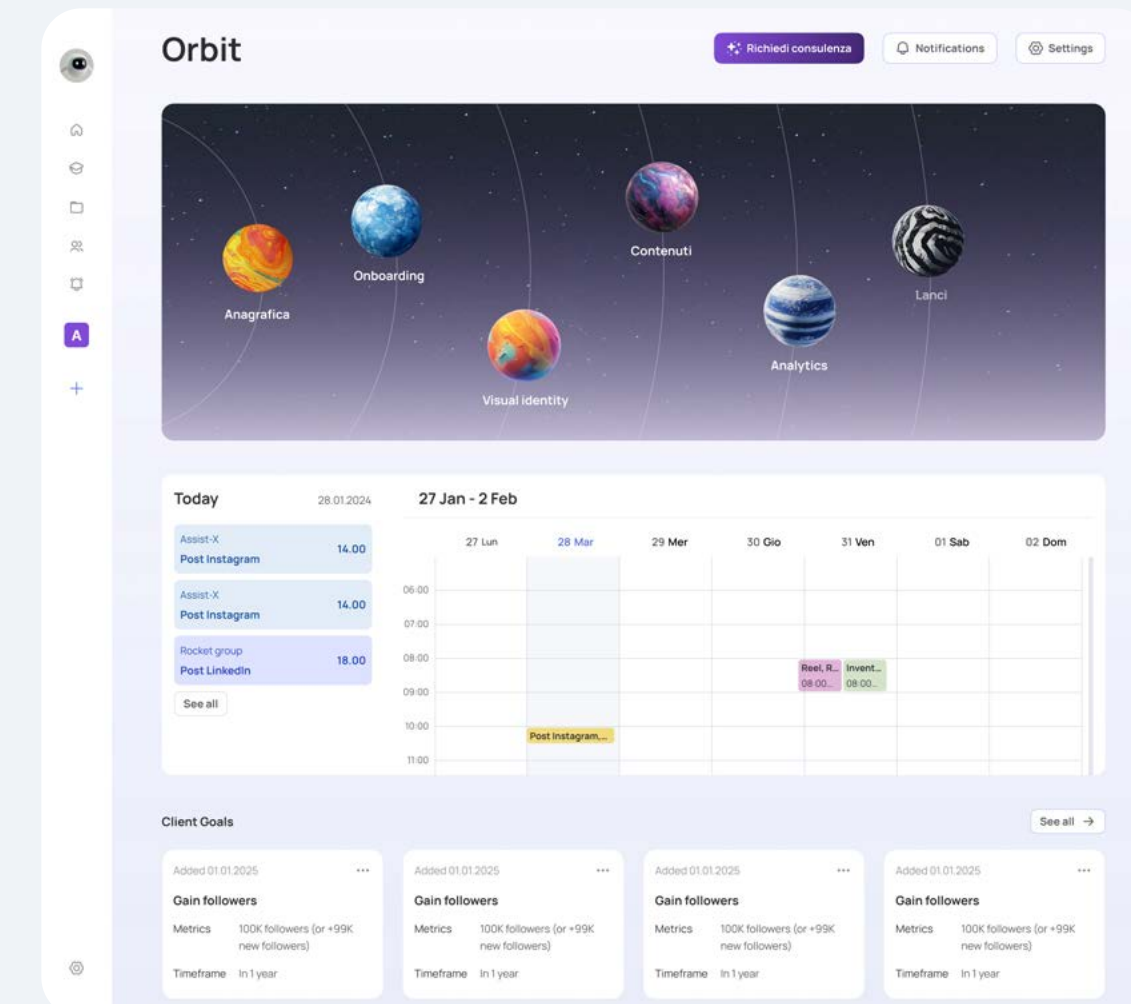 Orbit
Richiedi consulenza
Notifications
Settings
A
Anagrafica
Onboarding
Visual identity
Contenuti
Analytics
Lanci
Today
28.01.2024
Assist-X
Post Instagram
14.00
Assist-X
Post Instagram
14.00
Rocket group
Post LinkedIn
18.00
See all
27 Jan - 2 Feb
27 Lun 28 Mar 29 Mer 30 Gio 31 Ven 01 Sab 02 Dom
06:00
07:00
08:00
Reel, R... Invent...
08:00... 08:00...
09:00
10:00
Post Instagram,...
11:00
Client Goals
See all
Added 01.01.2025
Gain followers
Metrics 100K followers (or +99K
new followers)
Timeframe In 1 year
Added 01.01.2025
Gain followers
Metrics 100K followers (or +99K
new followers)
Timeframe In 1 year
Added 01.01.2025
Gain followers
Metrics 100K followers (or +99K
new followers)
Timeframe In 1 year
Added 01.01.2025
Gain followers
Metrics 100K followers (or +99K
new followers)
Timeframe In 1 year